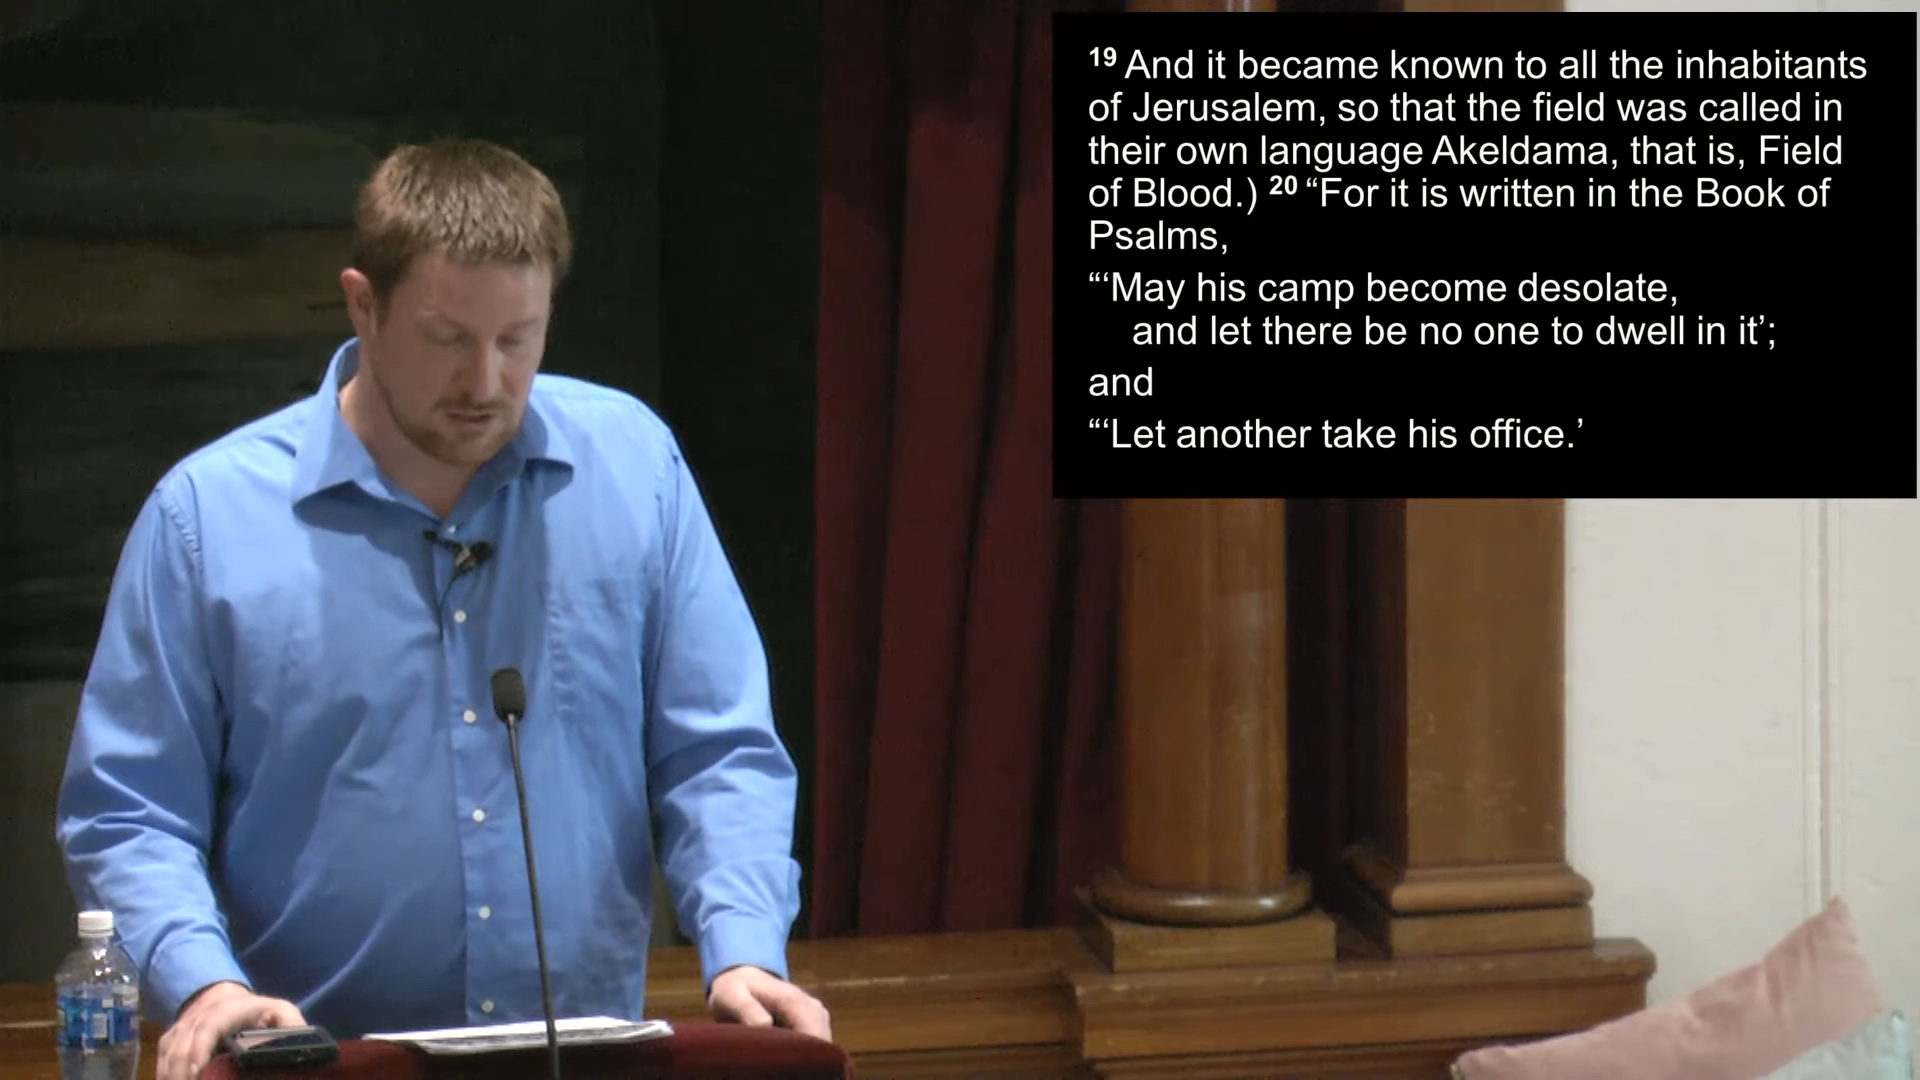 19 And it became known to all the inhabitants
of Jerusalem, so that the field was called in
their own language Akeldama, that is, Field
of Blood.) 20 “For it is written in the Book of
Psalms,
“‘May his camp become desolate,
and let there be no one to dwell in it’;
and
“‘Let another take his office.’